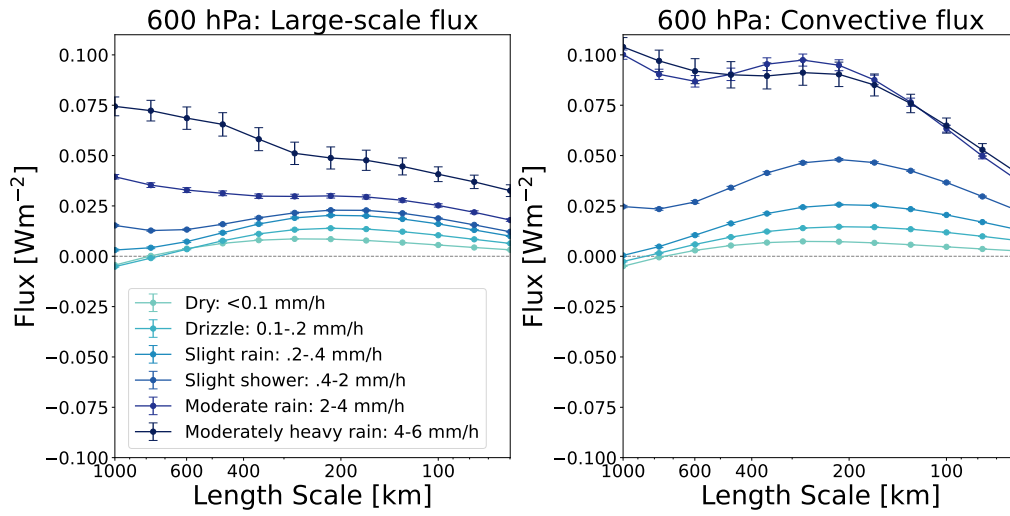 600 hPa: Large-scale flux
Flux [Wm⁻²]
0.100
0.075
0.050
0.025
0.000
−0.025
−0.050
−0.075
−0.100
Dry: <0.1 mm/h
Drizzle: 0.1-.2 mm/h
Slight rain: .2-.4 mm/h
Slight shower: .4-2 mm/h
Moderate rain: 2-4 mm/h
Moderately heavy rain: 4-6 mm/h
1000 600 400 200 100
Length Scale [km]
600 hPa: Convective flux
Flux [Wm⁻²]
0.100
0.075
0.050
0.025
0.000
−0.025
−0.050
−0.075
−0.100
1000 600 400 200 100
Length Scale [km]